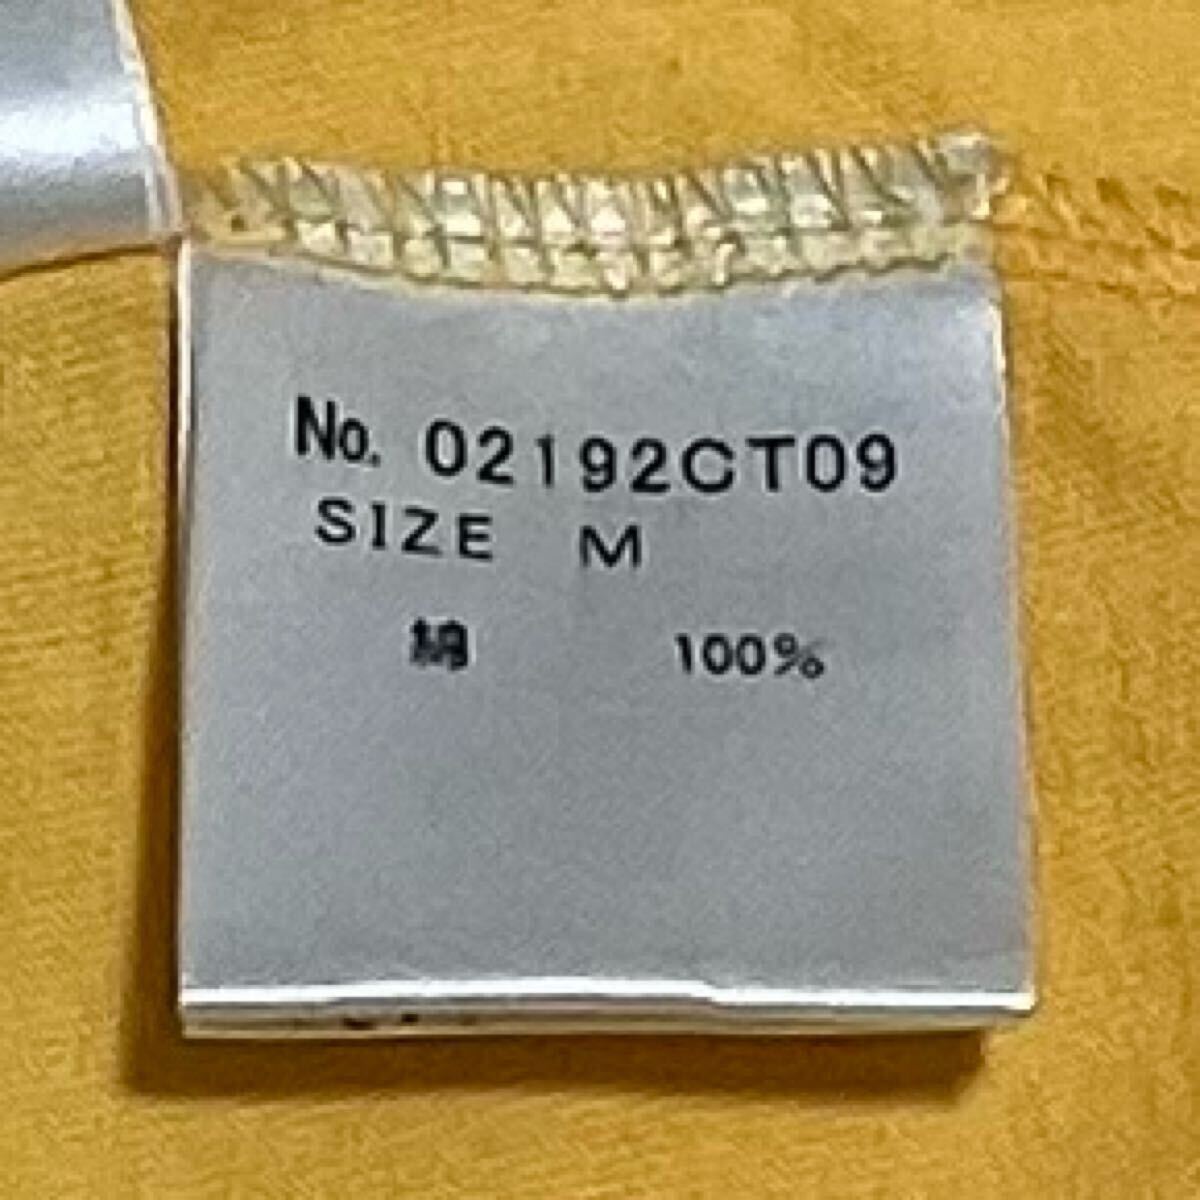 No. 02192CT09
SIZE M
綿 100%